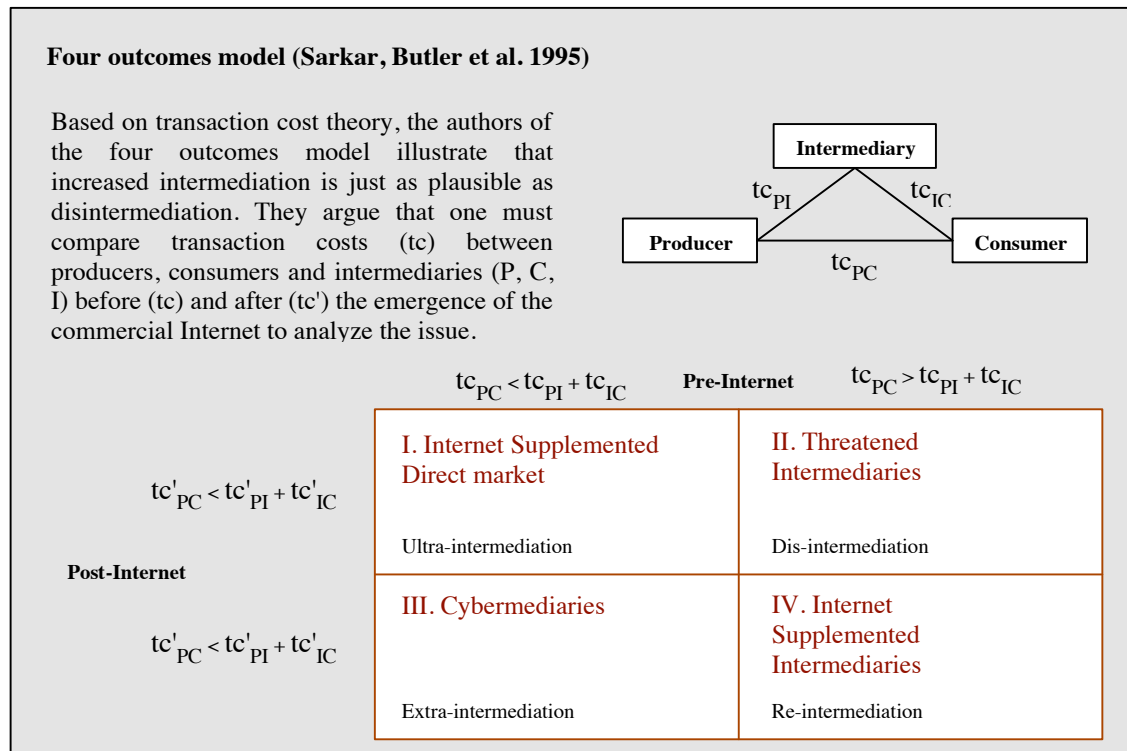 Four outcomes model (Sarkar, Butler et al. 1995)
Based on transaction cost theory, the authors of
the four outcomes model illustrate that
increased intermediation is just as plausible as
disintermediation. They argue that one must
compare transaction costs (tc) between
producers, consumers and intermediaries (P, C,
I) before (tc) and after (tc') the emergence of the
commercial Internet to analyze the issue.
Intermediary
tcPI
tcIC
Producer
Consumer
tcPC
tcPC < tcPI + tcIC
Pre-Internet
tcPC > tcPI + tcIC
I. Internet Supplemented
Direct market
Ultra-intermediation
II. Threatened
Intermediaries
Dis-intermediation
tc'PC < tc'PI + tc'IC
Post-Internet
tc'PC < tc'PI + tc'IC
III. Cybermediaries
Extra-intermediation
IV. Internet
Supplemented
Intermediaries
Re-intermediation